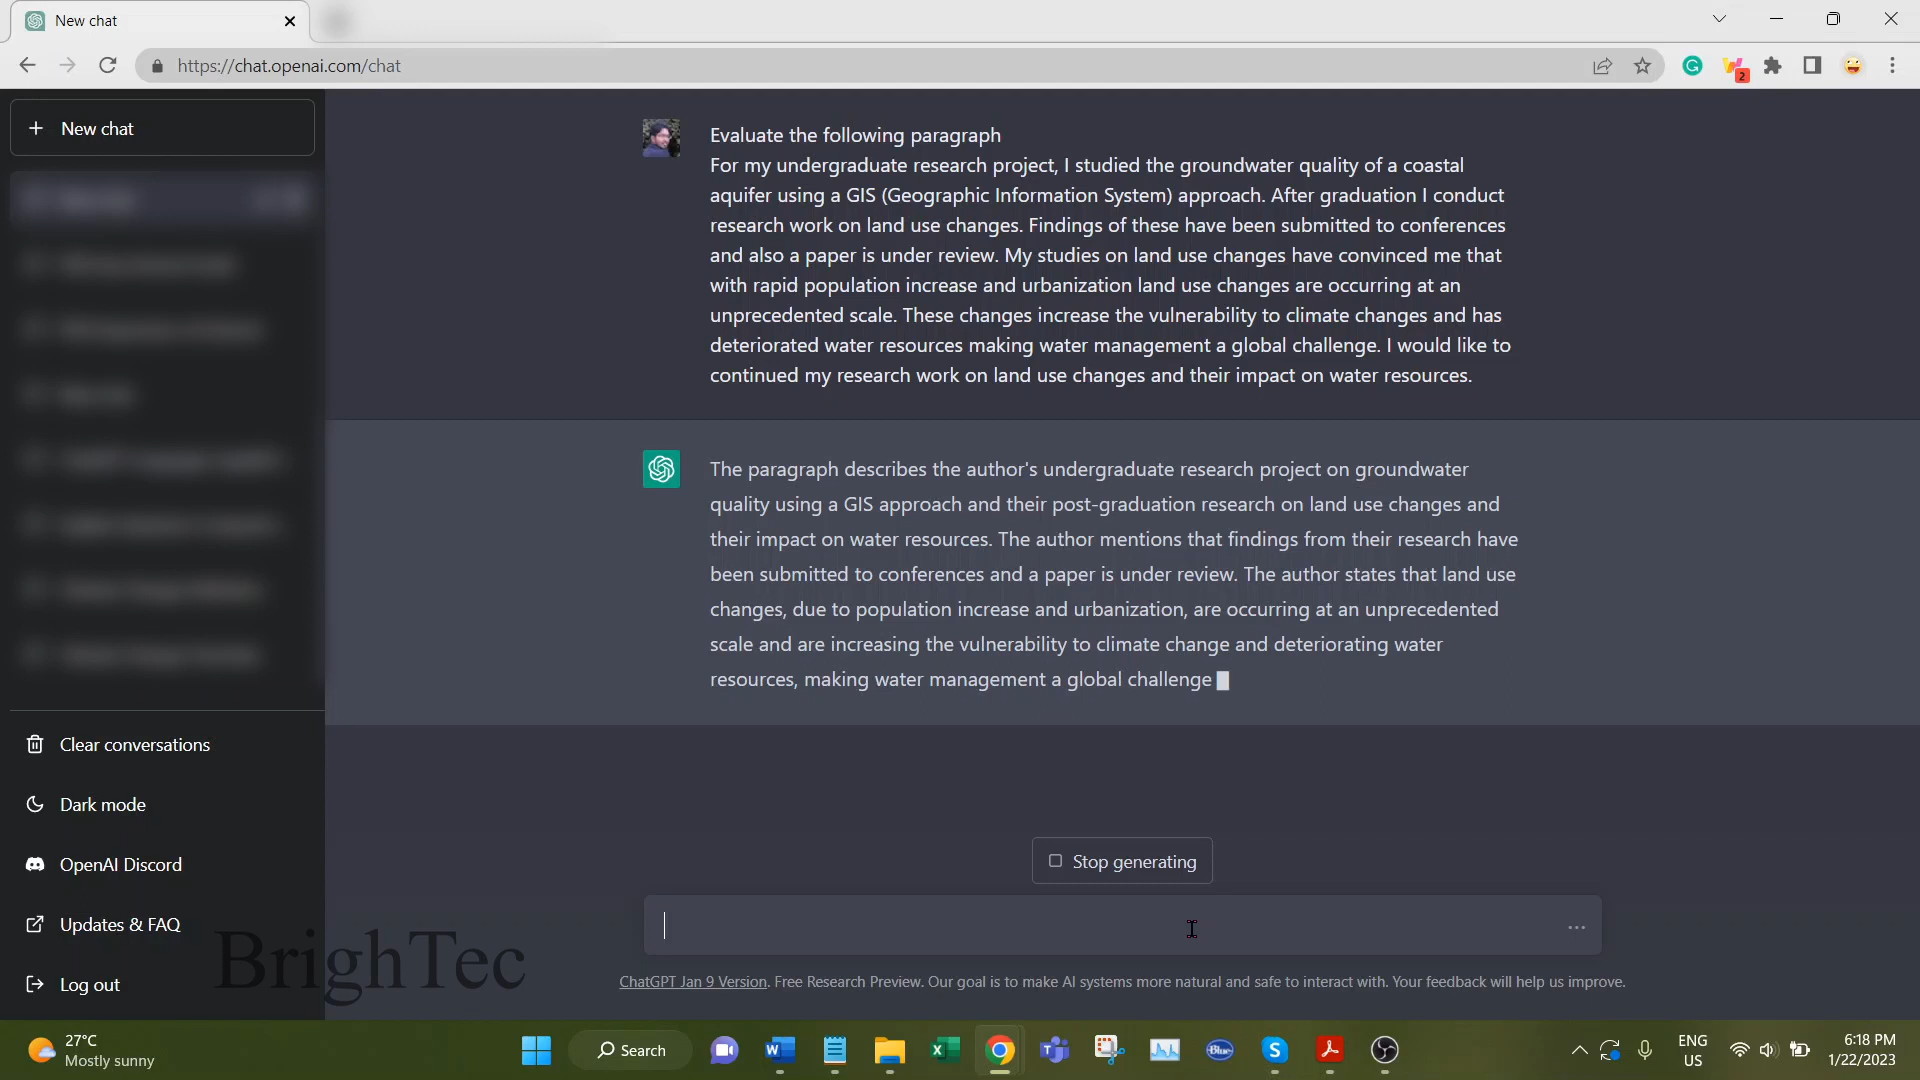 New chat
https://chat.openai.com/chat
2
New chat
Evaluate the following paragraph
For my undergraduate research project, I studied the groundwater quality of a coastal
aquifer using a GIS (Geographic Information System) approach. After graduation I conduct
research work on land use changes. Findings of these have been submitted to conferences
and also a paper is under review. My studies on land use changes have convinced me that
with rapid population increase and urbanization land use changes are occurring at an
unprecedented scale. These changes increase the vulnerability to climate changes and has
deteriorated water resources making water management a global challenge. I would like to
continued my research work on land use changes and their impact on water resources.
The paragraph describes the author's undergraduate research project on groundwater
quality using a GIS approach and their post-graduation research on land use changes and
their impact on water resources. The author mentions that findings from their research have
been submitted to conferences and a paper is under review. The author states that land use
changes, due to population increase and urbanization, are occurring at an unprecedented
scale and are increasing the vulnerability to climate change and deteriorating water
resources, making water management a global challenge
Clear conversations
Dark mode
OpenAI Discord
Updates & FAQ
Log out
BrighTec
Stop generating
ChatGPT Jan 9 Version. Free Research Preview. Our goal is to make AI systems more natural and safe to interact with. Your feedback will help us improve.
27°C
Mostly sunny
Search
Blue
ENG
US
6:18 PM
1/22/2023